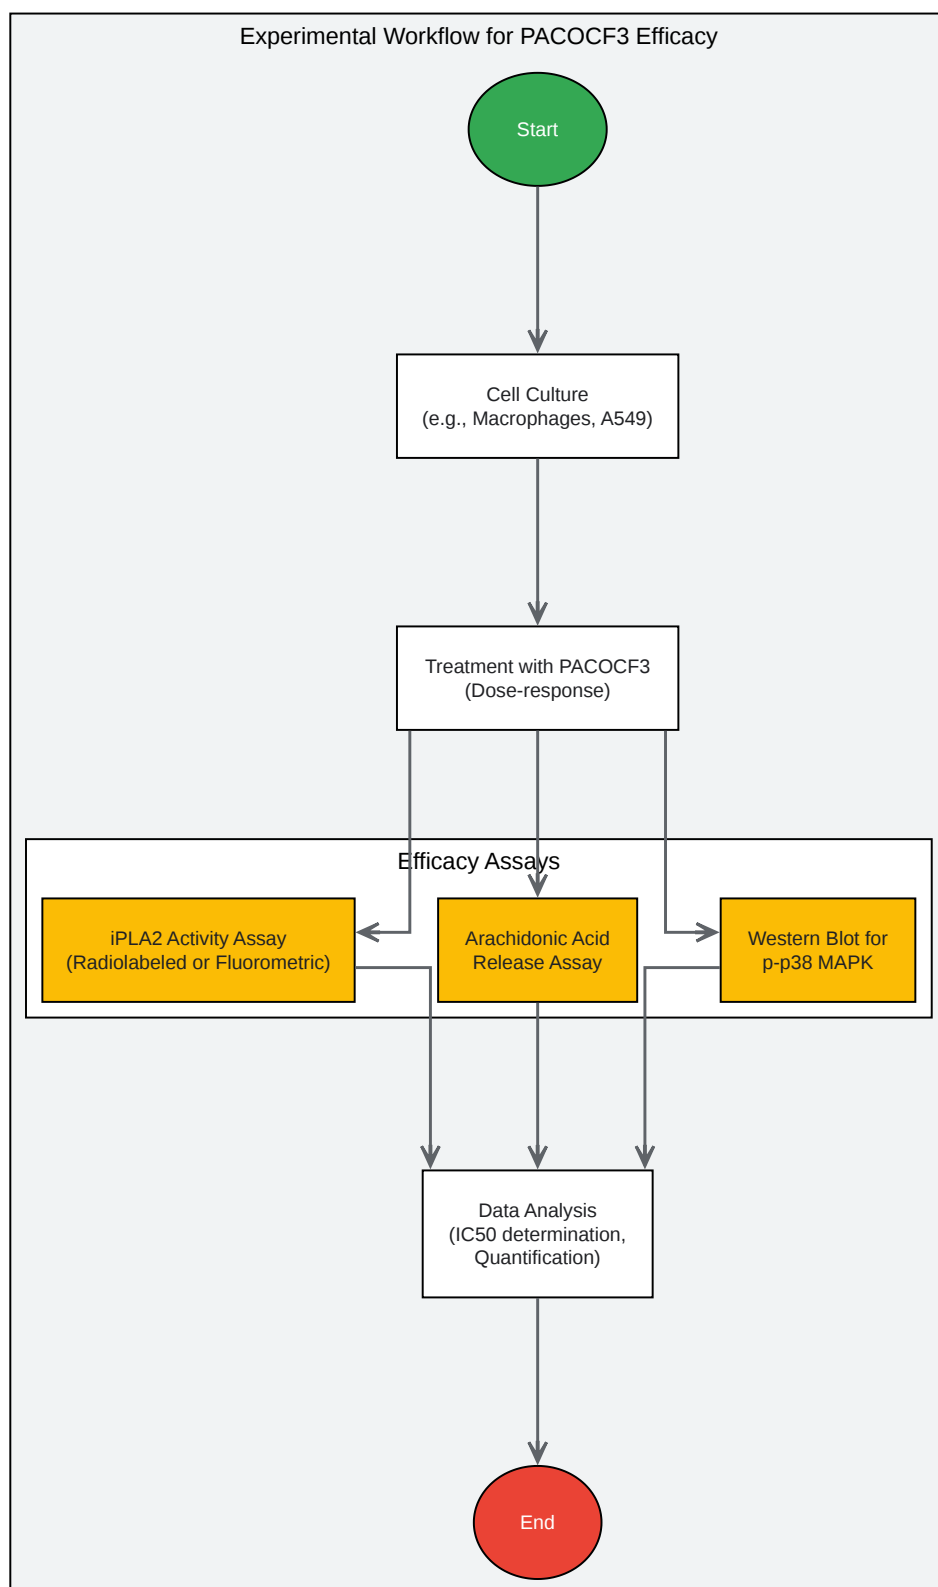 Experimental Workflow for PACOCF3 Efficacy
Start
Cell Culture
(e.g., Macrophages, A549)
Treatment with PACOCF3
(Dose-response)
Efficacy Assays
iPLA2 Activity Assay
(Radiolabeled or Fluorometric)
Arachidonic Acid
Release Assay
Western Blot for
p-p38 MAPK
Data Analysis
(IC50 determination,
Quantification)
End